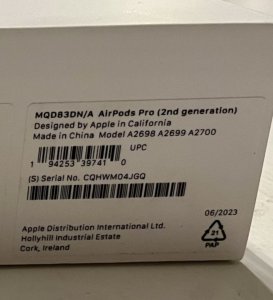 MQD83DN/A AirPods Pro (2nd generation)
Designed by Apple in California
Made in China Model A2698 A2699 A2700
UPC
1 94253 39741 0
(S) Serial No. CQHWM04JGQ
06/2023
Apple Distribution International Ltd.
Hollyhill Industrial Estate
Cork, Ireland
21
PAP